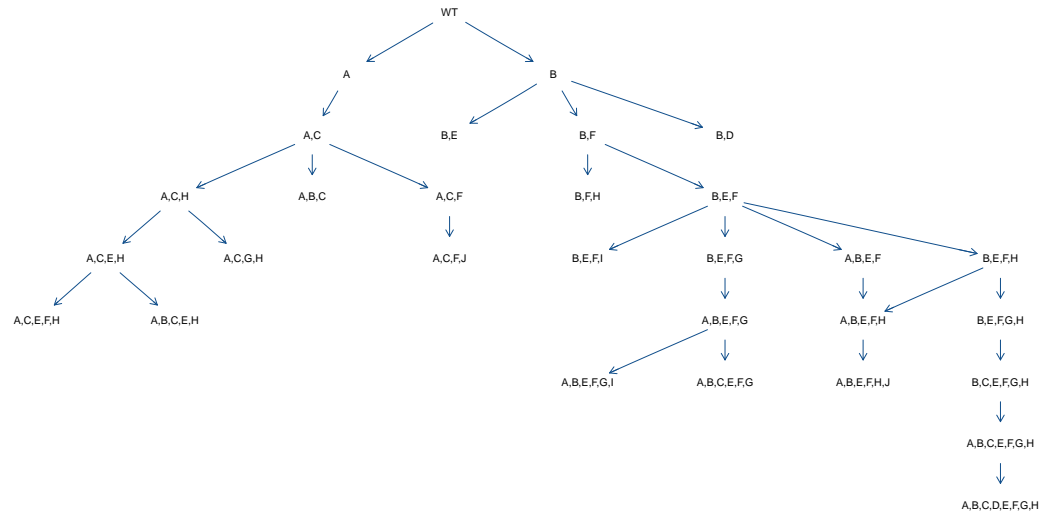 WT
A
B
A,C
B,E
B,F
B,D
A,C,H
A,B,C
A,C,F
B,F,H
B,E,F
A,C,E,H
A,C,G,H
A,C,F,J
B,E,F,I
B,E,F,G
A,B,E,F
B,E,F,H
A,C,E,F,H
A,B,C,E,H
A,B,E,F,G
A,B,E,F,H
B,E,F,G,H
A,B,E,F,G,I
A,B,C,E,F,G
A,B,E,F,H,J
B,C,E,F,G,H
A,B,C,E,F,G,H
A,B,C,D,E,F,G,H